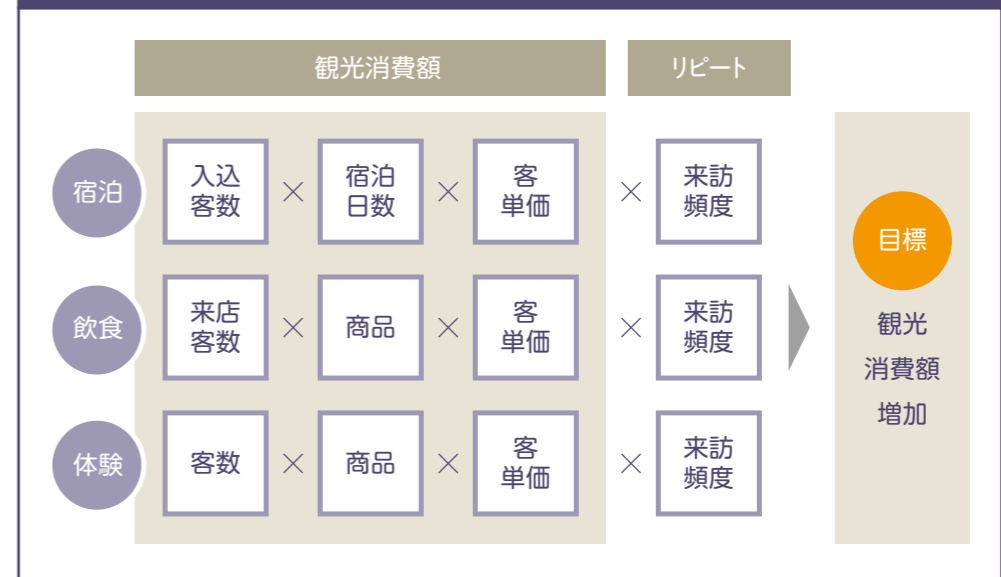 観光消費額
リピート
宿泊
入込
客数
×
宿泊
日数
×
客
単価
×
来訪
頻度
飲食
来店
客数
×
商品
×
客
単価
×
来訪
頻度
体験
客数
×
商品
×
客
単価
×
来訪
頻度
目標
観光
消費額
増加